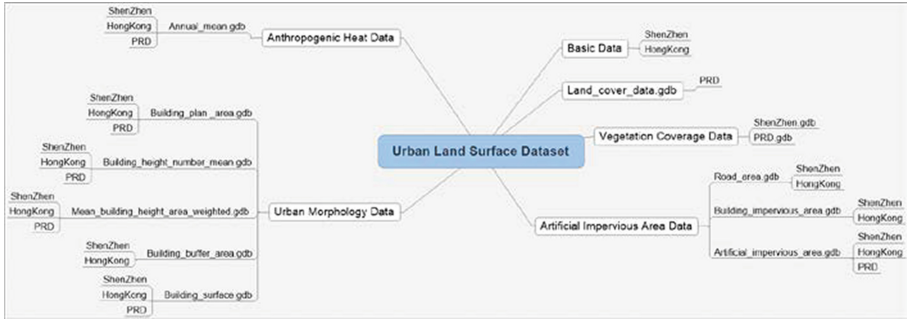 Urban Land Surface Dataset
Anthropogenic Heat Data
Annual_mean.gdb
ShenZhen
HongKong
PRD
Urban Morphology Data
Building_plan _area.gdb
ShenZhen
HongKong
PRD
Building_height_number_mean.gdb
ShenZhen
HongKong
PRD
Mean_building_height_area_weighted.gdb
ShenZhen
HongKong
PRD
Building_buffer_area.gdb
ShenZhen
HongKong
Building_surface.gdb
ShenZhen
HongKong
PRD
Basic Data
ShenZhen
HongKong
Land_cover_data.gdb
PRD
Vegetation Coverage Data
ShenZhen.gdb
PRD.gdb
Artificial Impervious Area Data
Road_area.gdb
ShenZhen
HongKong
Building_impervious_area.gdb
ShenZhen
HongKong
Artificial_impervious_area.gdb
ShenZhen
HongKong
PRD